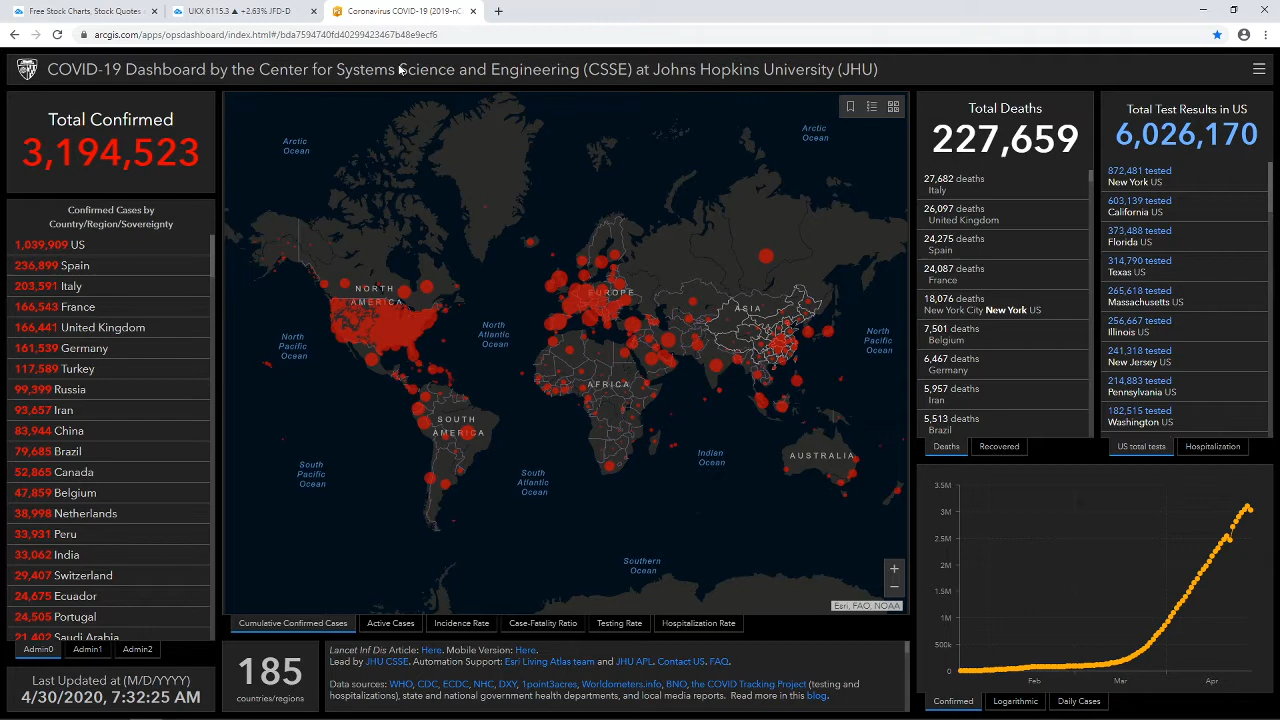 Free Stock Charts, Stock Quotes
UKX 6115.3 ▲ +2.63% JFD-D
Coronavirus COVID-19 (2019-nC
arcgis.com/apps/opsdashboard/index.html#/bda7594740fd40299423467b48e9ecf6
COVID-19 Dashboard by the Center for Systems Science and Engineering (CSSE) at Johns Hopkins University (JHU)
Total Confirmed
3,194,523
Confirmed Cases by
Country/Region/Sovereignty
1,039,909 US
236,899 Spain
203,591 Italy
166,543 France
166,441 United Kingdom
161,539 Germany
117,589 Turkey
99,399 Russia
93,657 Iran
83,944 China
79,685 Brazil
52,865 Canada
47,859 Belgium
38,998 Netherlands
33,931 Peru
33,062 India
29,407 Switzerland
24,675 Ecuador
24,505 Portugal
21,402 Saudi Arabia
Admin0
Admin1
Admin2
Last Updated at (M/D/YYYY)
4/30/2020, 7:32:25 AM
Arctic
Ocean
Arctic
Ocean
NORTH
AMERICA
EUROPE
ASIA
North
Pacific
Ocean
North
Atlantic
Ocean
North
Pacific
Ocean
AFRICA
SOUTH
AMERICA
Indian
Ocean
AUSTRALIA
South
Pacific
Ocean
South
Atlantic
Ocean
Southern
Ocean
+
−
Esri, FAO, NOAA
Cumulative Confirmed Cases
Active Cases
Incidence Rate
Case-Fatality Ratio
Testing Rate
Hospitalization Rate
185
countries/regions
Lancet Inf Dis Article: Here. Mobile Version: Here.
Lead by JHU CSSE. Automation Support: Esri Living Atlas team and JHU APL. Contact US. FAQ.
Data sources: WHO, CDC, ECDC, NHC, DXY, 1point3acres, Worldometers.info, BNO, the COVID Tracking Project (testing and
hospitalizations), state and national government health departments, and local media reports. Read more in this blog.
Total Deaths
227,659
27,682 deaths
Italy
26,097 deaths
United Kingdom
24,275 deaths
Spain
24,087 deaths
France
18,076 deaths
New York City New York US
7,501 deaths
Belgium
6,467 deaths
Germany
5,957 deaths
Iran
5,513 deaths
Brazil
Deaths
Recovered
Total Test Results in US
6,026,170
872,481 tested
New York US
603,139 tested
California US
373,488 tested
Florida US
314,790 tested
Texas US
265,618 tested
Massachusetts US
256,667 tested
Illinois US
241,318 tested
New Jersey US
214,883 tested
Pennsylvania US
182,515 tested
Washington US
US total tests
Hospitalization
3.5M
3M
2.5M
2M
1.5M
1M
500k
0
Feb
Mar
Apr
Confirmed
Logarithmic
Daily Cases